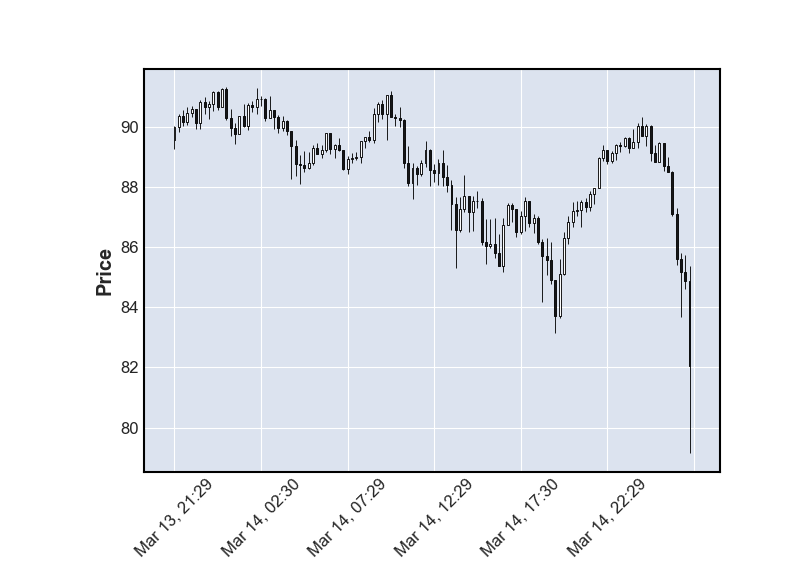 90
88
86
84
82
80
Price
Mar 13, 21:29
Mar 14, 02:30
Mar 14, 07:29
Mar 14, 12:29
Mar 14, 17:30
Mar 14, 22:29